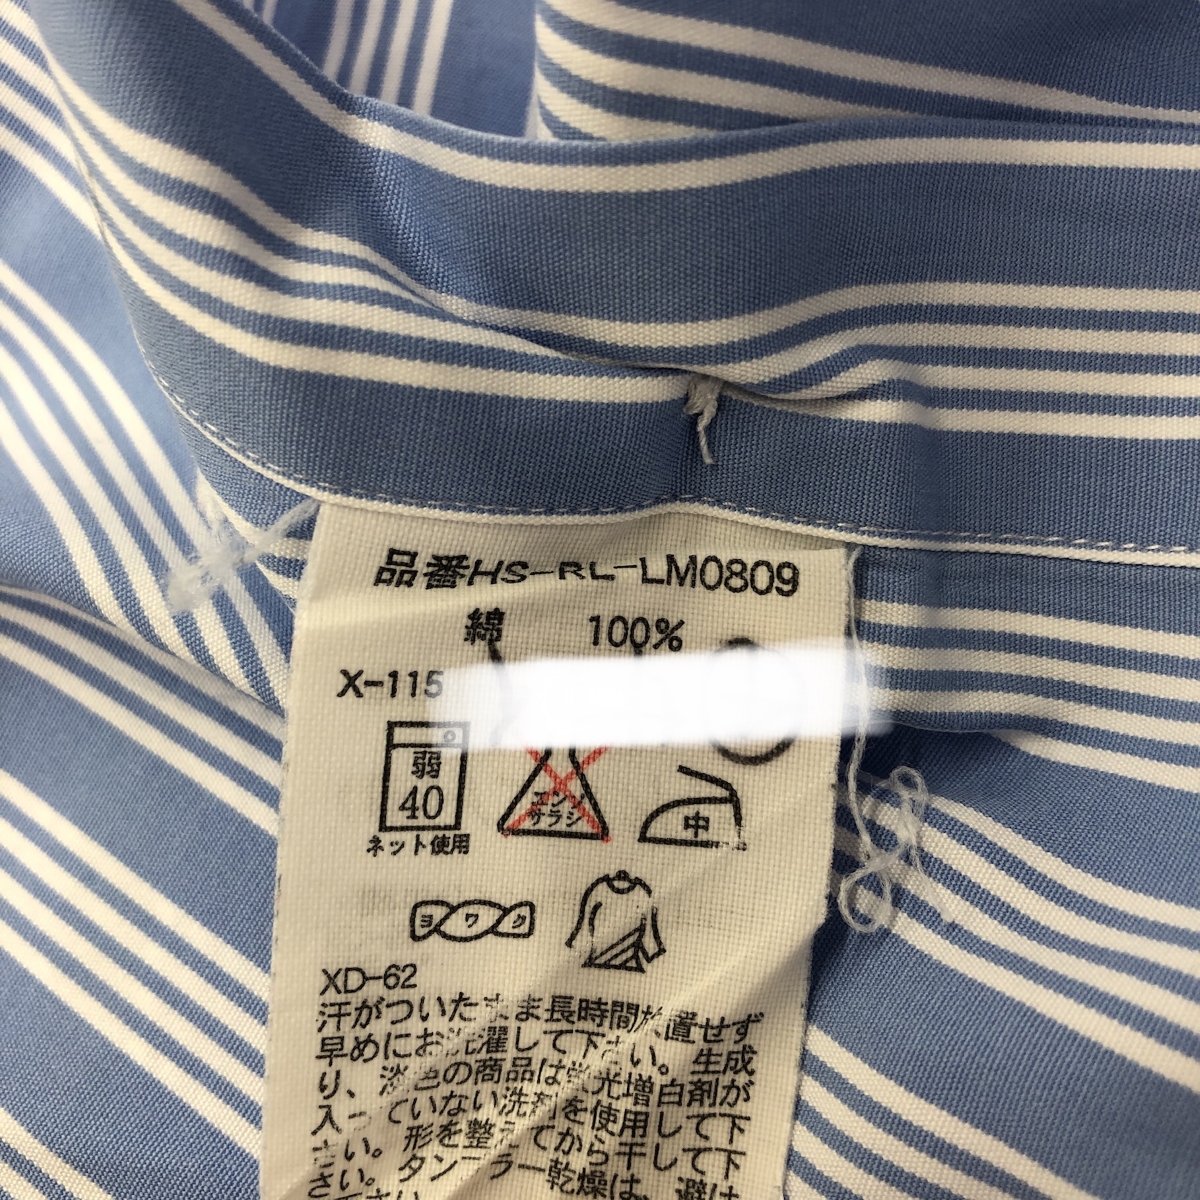 品番HS-RL-LM0809
綿 100%
X-115
弱
40
ネット使用
エンソ
サラシ
中
ヨワク
XD-62
汗がついたまま長時間放置せず
早めにお洗濯して下さい。生成
り、淡色の商品は蛍光増白剤が
入っていない洗剤を使用して下
さい。形を整えてから干して下
さい。タンブラー乾燥は、避け
下さい